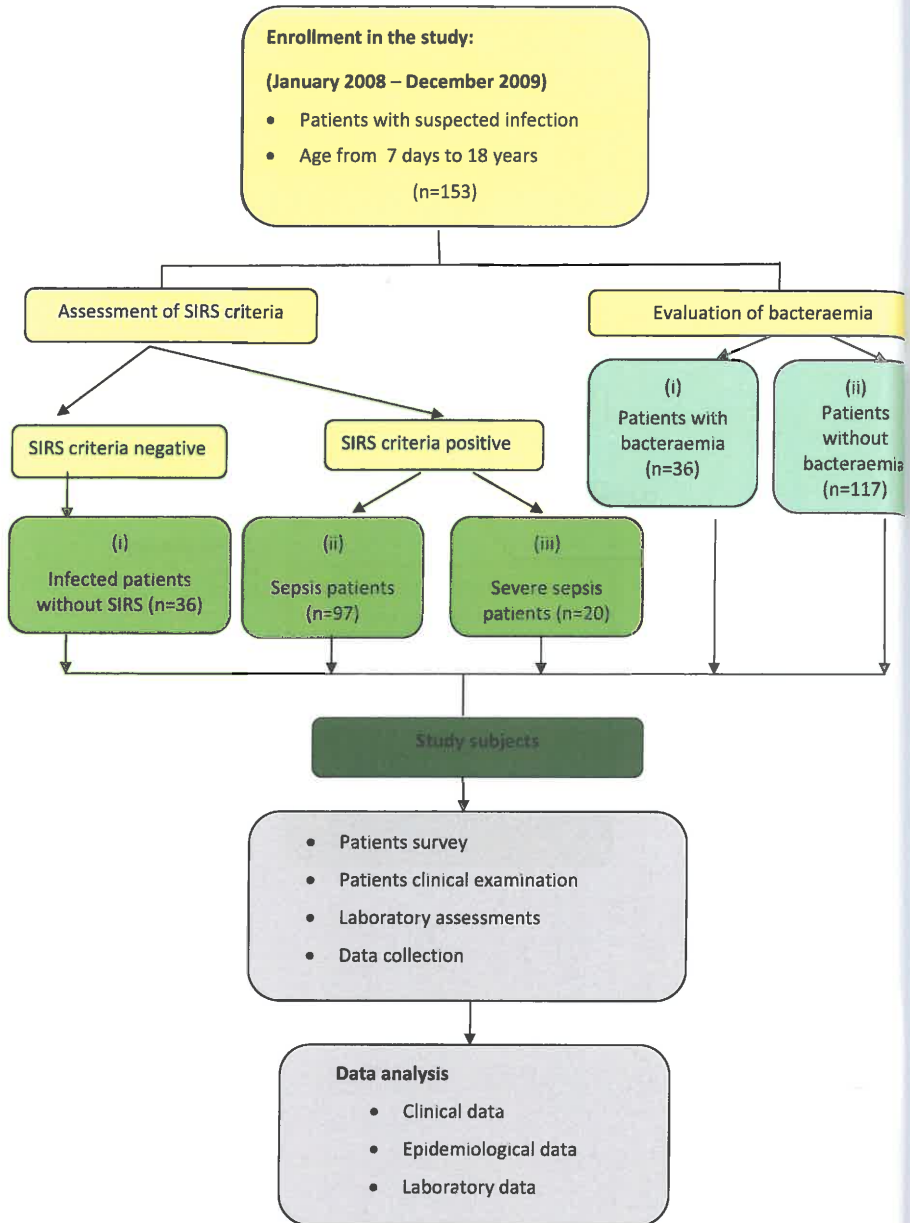 Enrollment in the study:
(January 2008 – December 2009)
• Patients with suspected infection
• Age from 7 days to 18 years
(n=153)
Assessment of SIRS criteria
Evaluation of bacteraemia
SIRS criteria negative
SIRS criteria positive
(i)
Patients with
bacteraemia
(n=36)
(ii)
Patients
without
bacteraemia
(n=117)
(i)
Infected patients
without SIRS (n=36)
(ii)
Sepsis patients
(n=97)
(iii)
Severe sepsis
patients (n=20)
Study subjects
• Patients survey
• Patients clinical examination
• Laboratory assessments
• Data collection
Data analysis
• Clinical data
• Epidemiological data
• Laboratory data